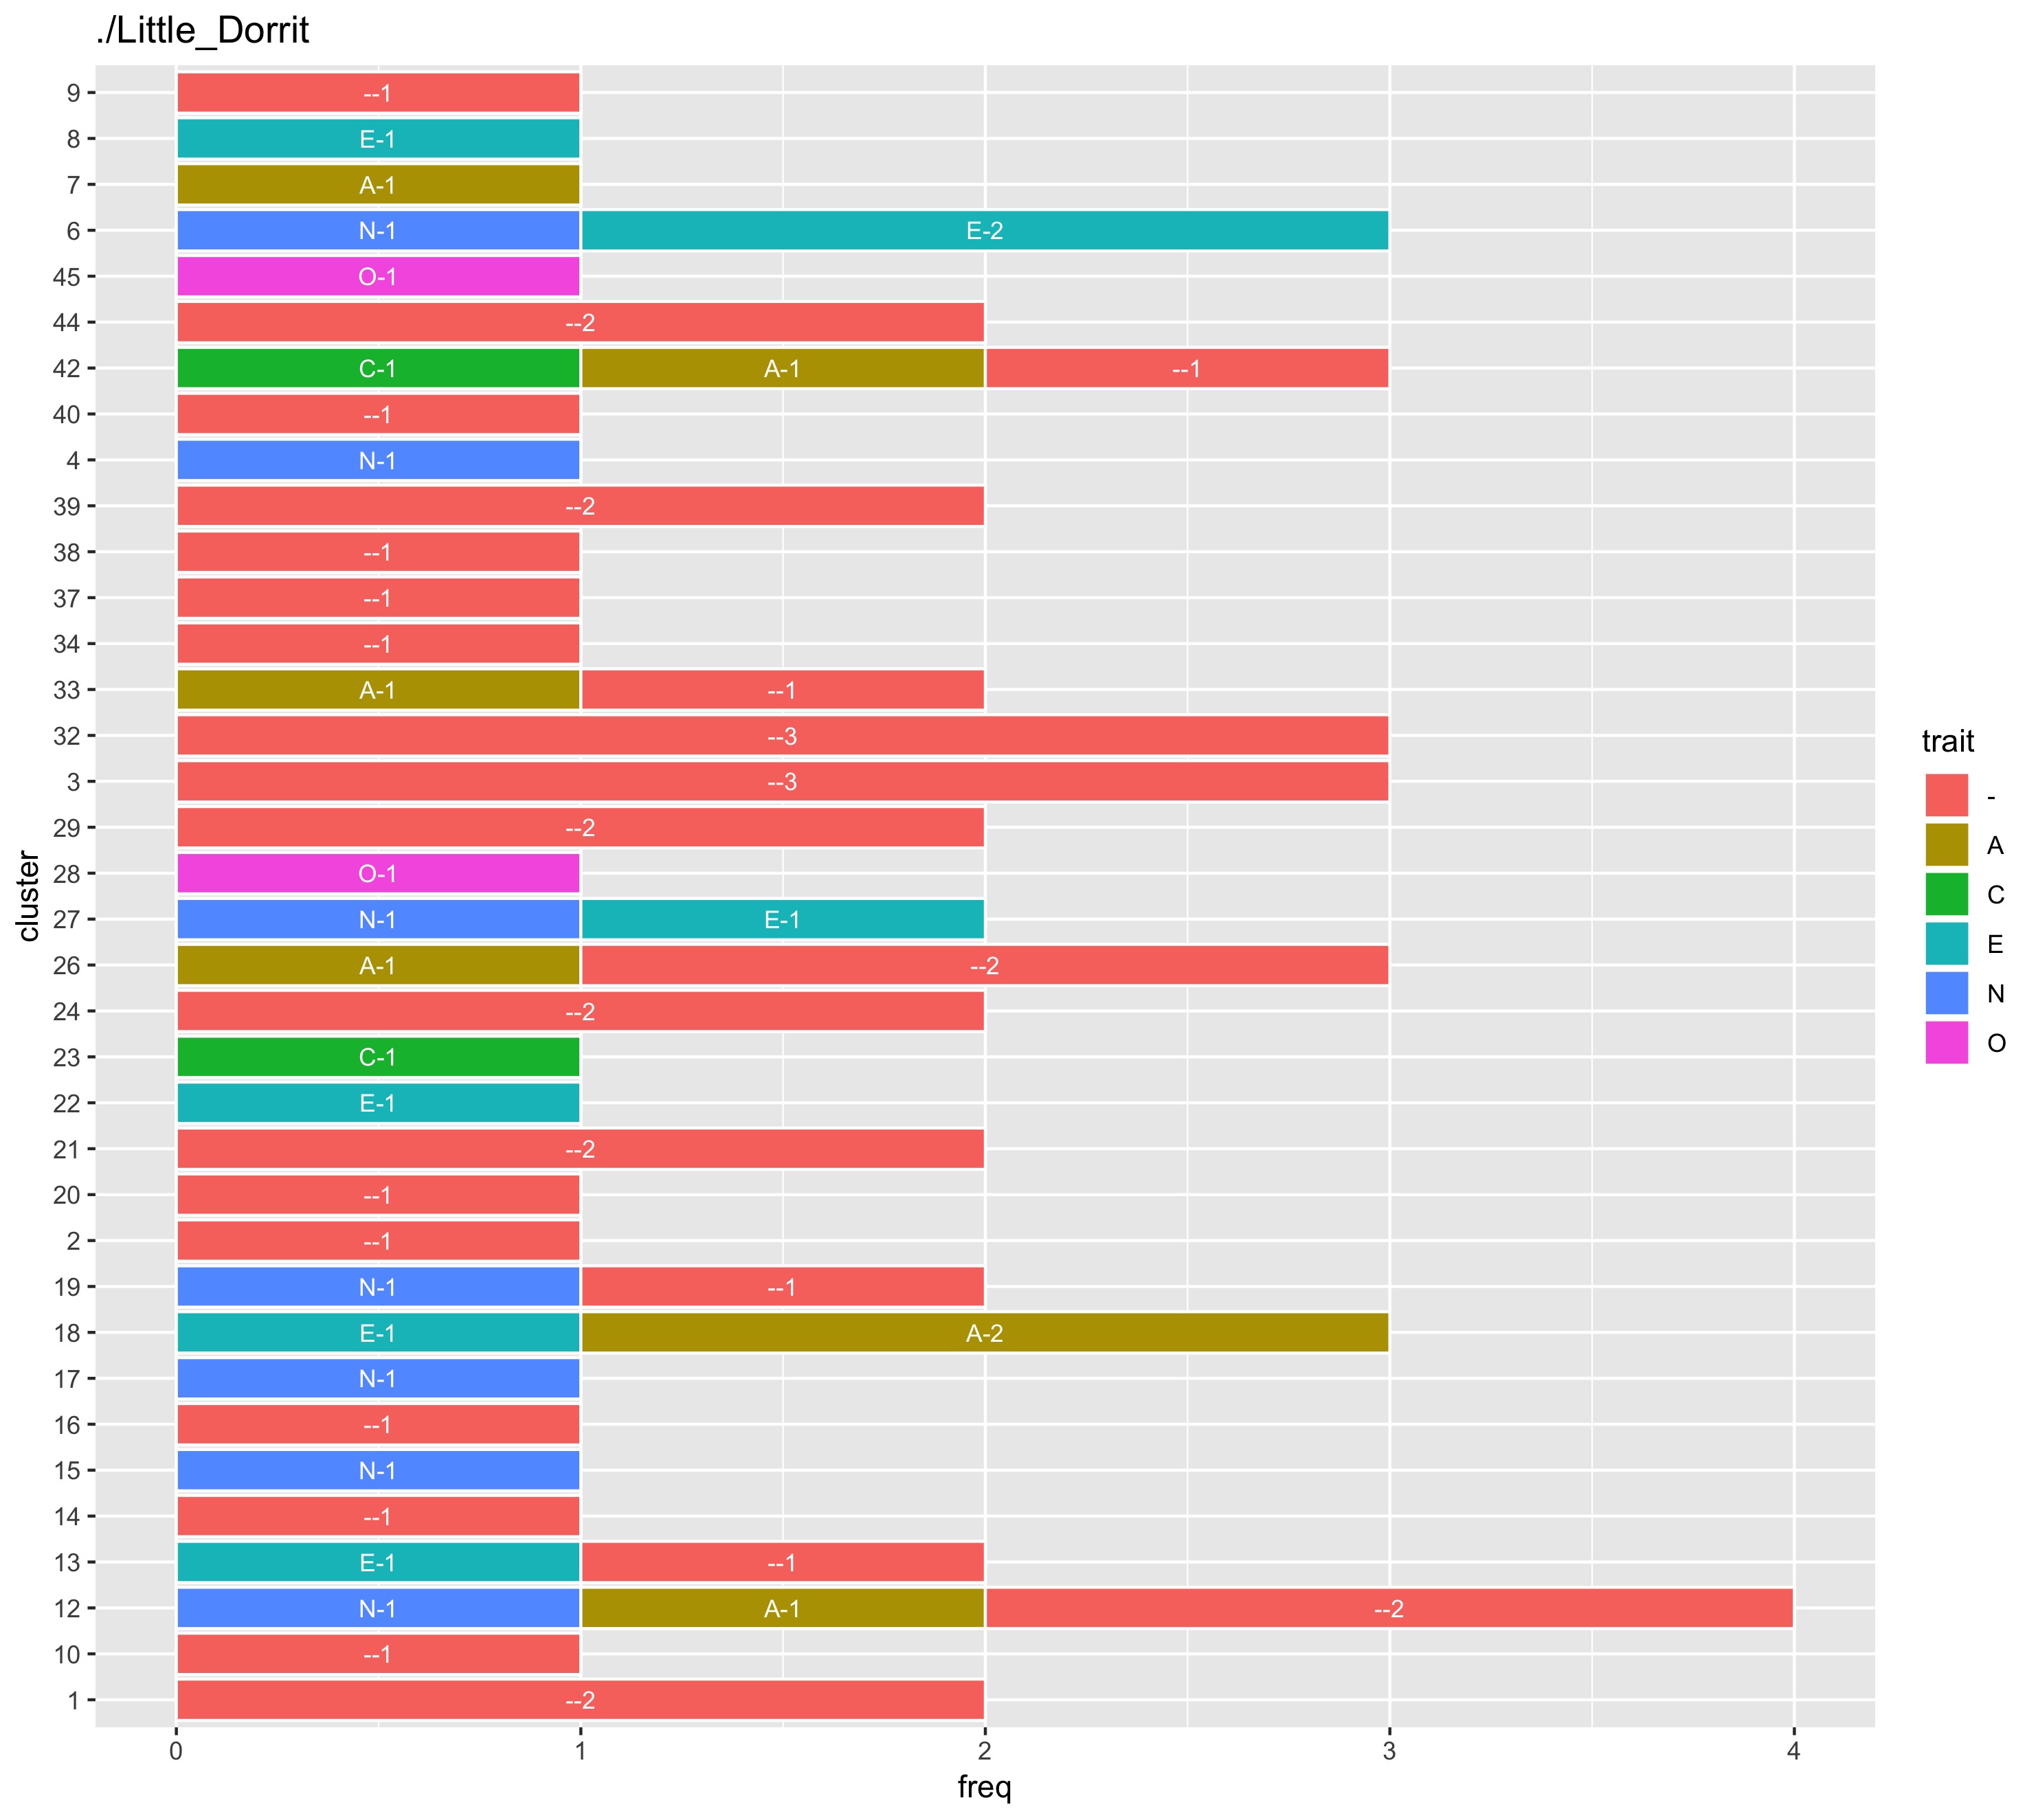 ./Little_Dorrit
9 --1
8 E-1
7 A-1
6 N-1 E-2
45 O-1
44 --2
42 C-1 A-1 --1
40 --1
4 N-1
39 --2
38 --1
37 --1
34 --1
33 A-1 --1
32 --3
3 --3
29 --2
28 O-1
27 N-1 E-1
26 A-1 --2
24 --2
23 C-1
22 E-1
21 --2
20 --1
2 --1
19 N-1 --1
18 E-1 A-2
17 N-1
16 --1
15 N-1
14 --1
13 E-1 --1
12 N-1 A-1 --2
10 --1
1 --2
0 1 2 3 4
freq
cluster
trait
-
A
C
E
N
O